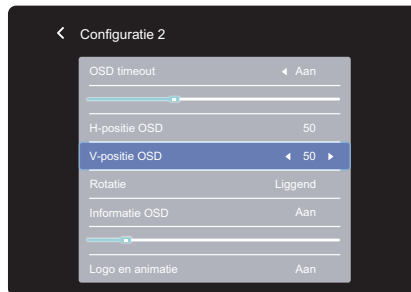 Configuratie 2
OSD timeout Aan
H-positie OSD 50
V-positie OSD 50
Rotatie Liggend
Informatie OSD Aan
Logo en animatie Aan